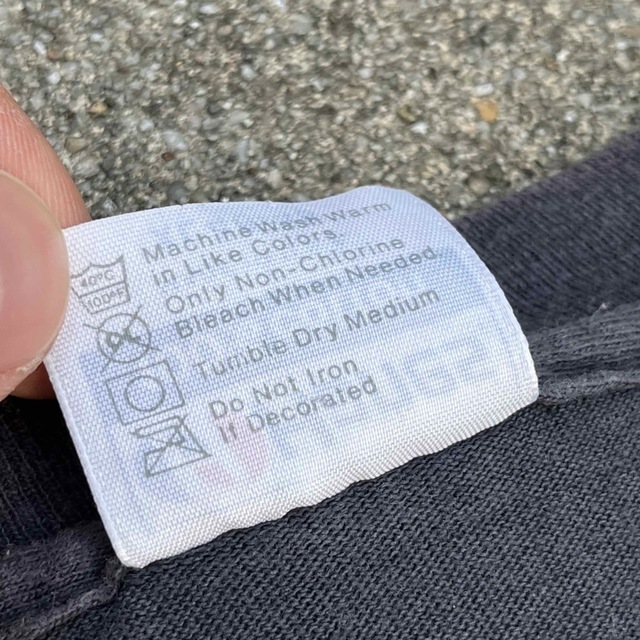 Machine Wash Warm
in Like Colors.
Only Non-Chlorine
Bleach When Needed.
Tumble Dry Medium
Do Not Iron
If Decorated
40°C